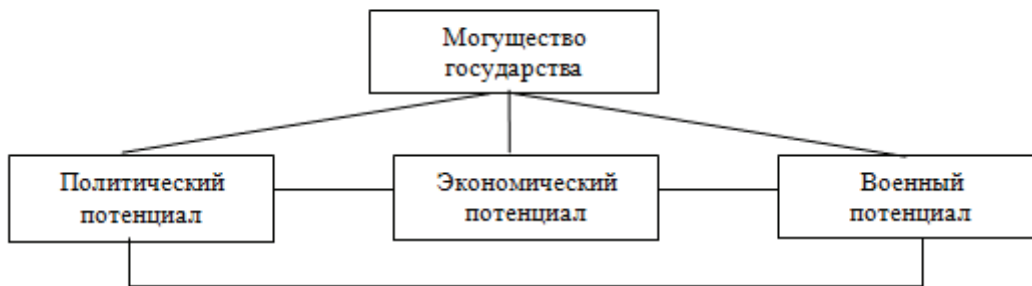 Могущество
государства
Политический
потенциал
Экономический
потенциал
Военный
потенциал